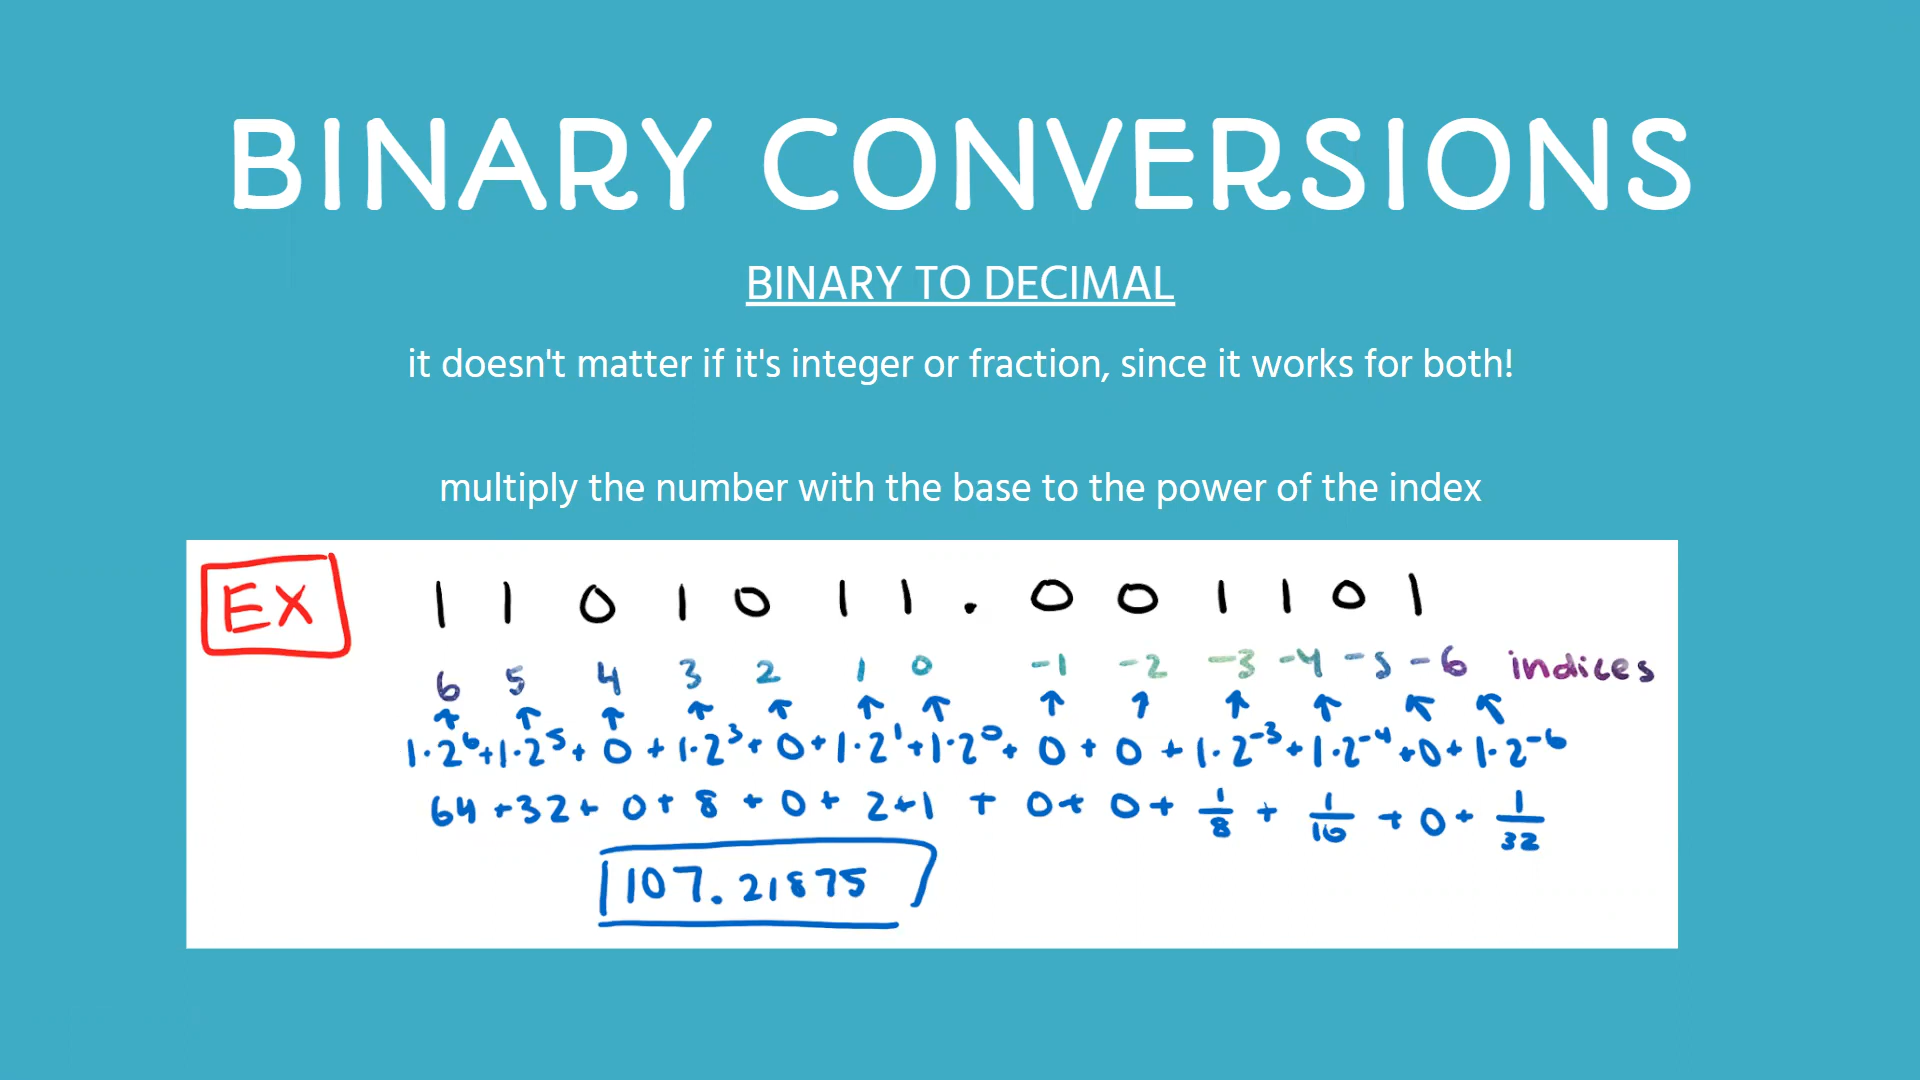 BINARY CONVERSIONS
BINARY TO DECIMAL
it doesn't matter if it's integer or fraction, since it works for both!
multiply the number with the base to the power of the index
EX 1 1 0 1 0 1 1 . 0 0 1 1 0 1
6 5 4 3 2 1 0 -1 -2 -3 -4 -5 -6 indices
↑ ↑ ↑ ↑ ↑ ↑ ↑ ↑ ↑ ↑ ↑ ↑ ↑
1·2⁶+1·2⁵+0+1·2³+0+1·2¹+1·2⁰+0+0+1·2⁻³+1·2⁻⁴+0+1·2⁻⁶
64+32+0+8+0+2+1+0+0+1/8+1/16+0+1/32
107.21875